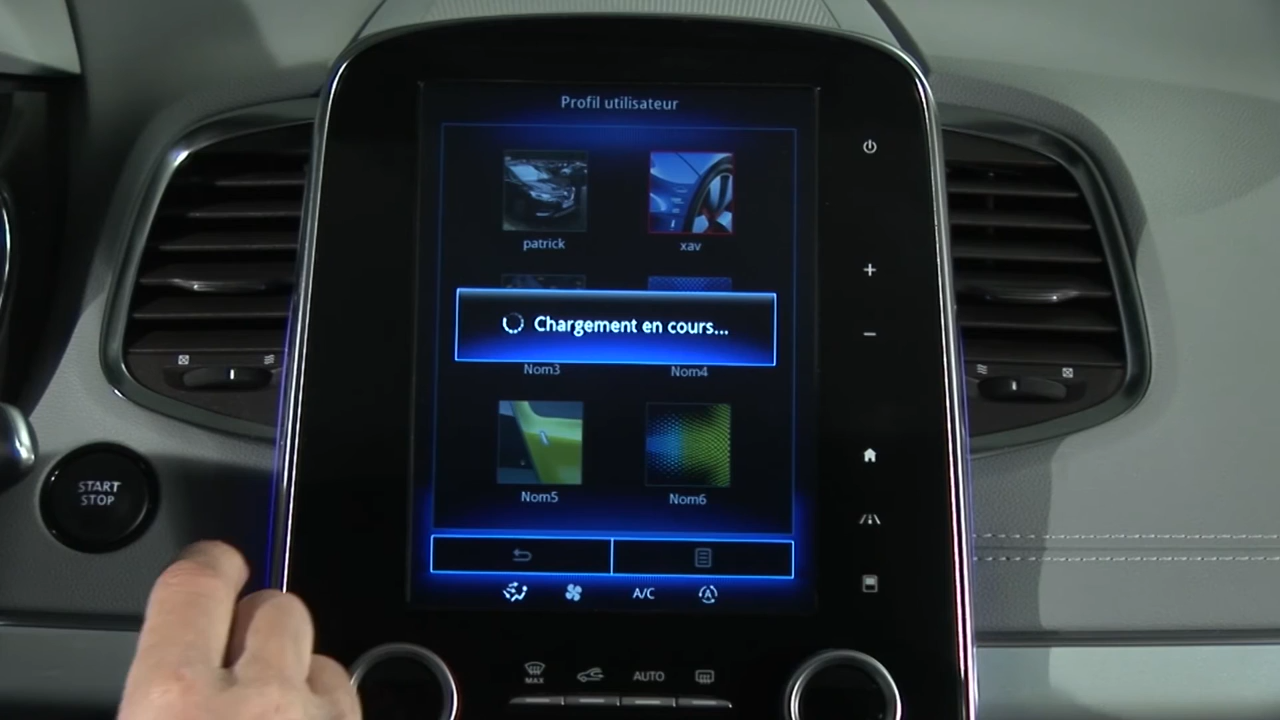 Profil utilisateur
patrick
xav
Chargement en cours...
Nom3
Nom4
Nom5
Nom6
A/C
A
START
STOP
MAX
AUTO